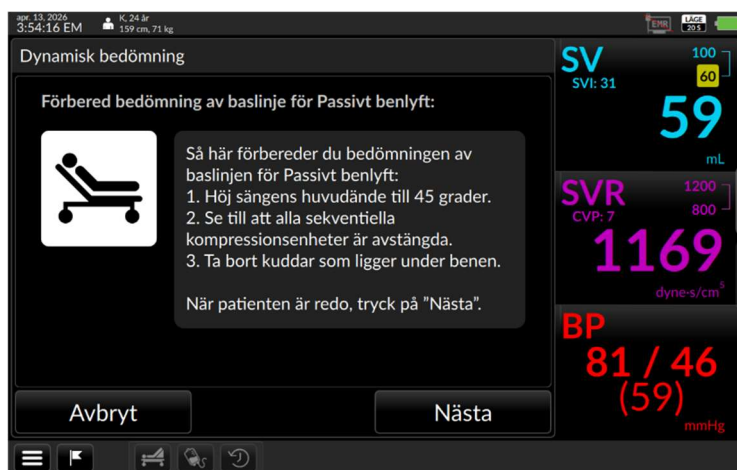 apr. 13, 2026
3:54:16 EM
K, 24 år
159 cm, 71 kg
EMR
LÄGE
20 S
Dynamisk bedömning
Förbered bedömning av baslinje för Passivt benlyft:
Så här förbereder du bedömningen av
baslinjen för Passivt benlyft:
1. Höj sängens huvudände till 45 grader.
2. Se till att alla sekventiella
kompressionsenheter är avstängda.
3. Ta bort kuddar som ligger under benen.
När patienten är redo, tryck på ”Nästa”.
Avbryt
Nästa
SV
SVI: 31
100
60
59
mL
SVR
CVP: 7
1200
800
1169
dyne·s/cm⁵
BP
81 / 46
(59)
mmHg